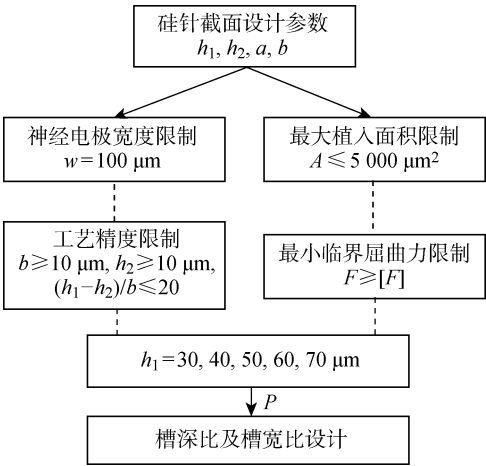 硅针截面设计参数
h₁, h₂, a, b
神经电极宽度限制
w=100 μm
最大植入面积限制
A≤5 000 μm²
工艺精度限制
b≥10 μm, h₂≥10 μm,
(h₁−h₂)/b≤20
最小临界屈曲力限制
F≥[F]
h₁=30, 40, 50, 60, 70 μm
P
槽深比及槽宽比设计